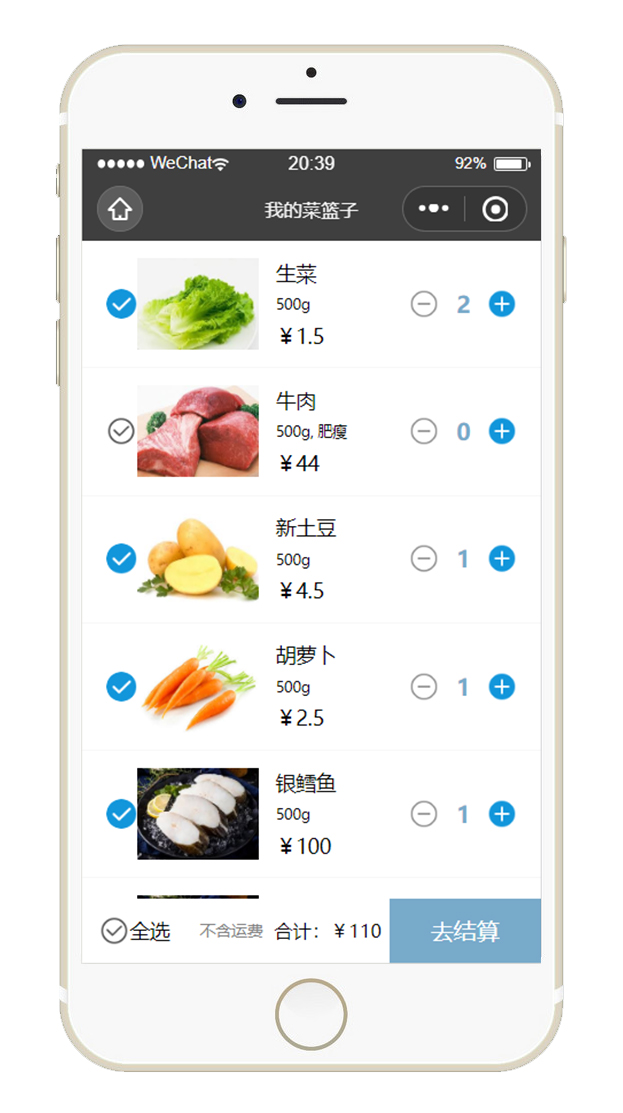 ●●●●● WeChat 20:39 92%
我的菜篮子
生菜
500g
¥1.5
2
牛肉
500g, 肥瘦
¥44
0
新土豆
500g
¥4.5
1
胡萝卜
500g
¥2.5
1
银鳕鱼
500g
¥100
1
全选 不含运费 合计：¥110 去结算